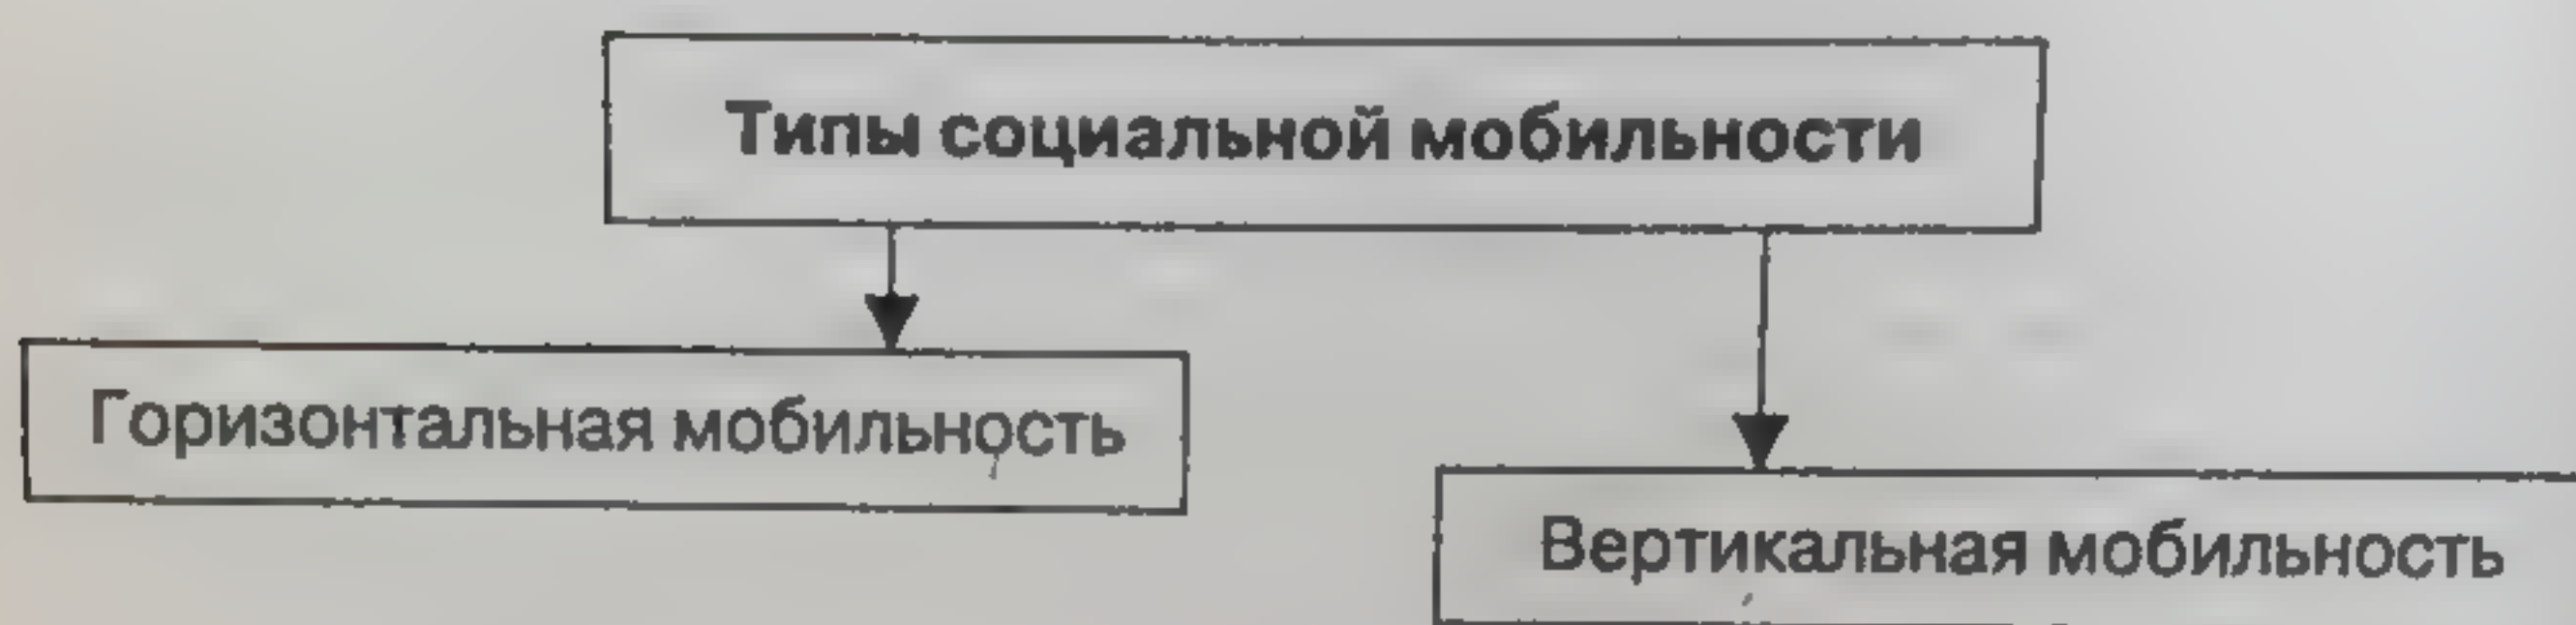 Типы социальной мобильности
Горизонтальная мобильность
Вертикальная мобильность